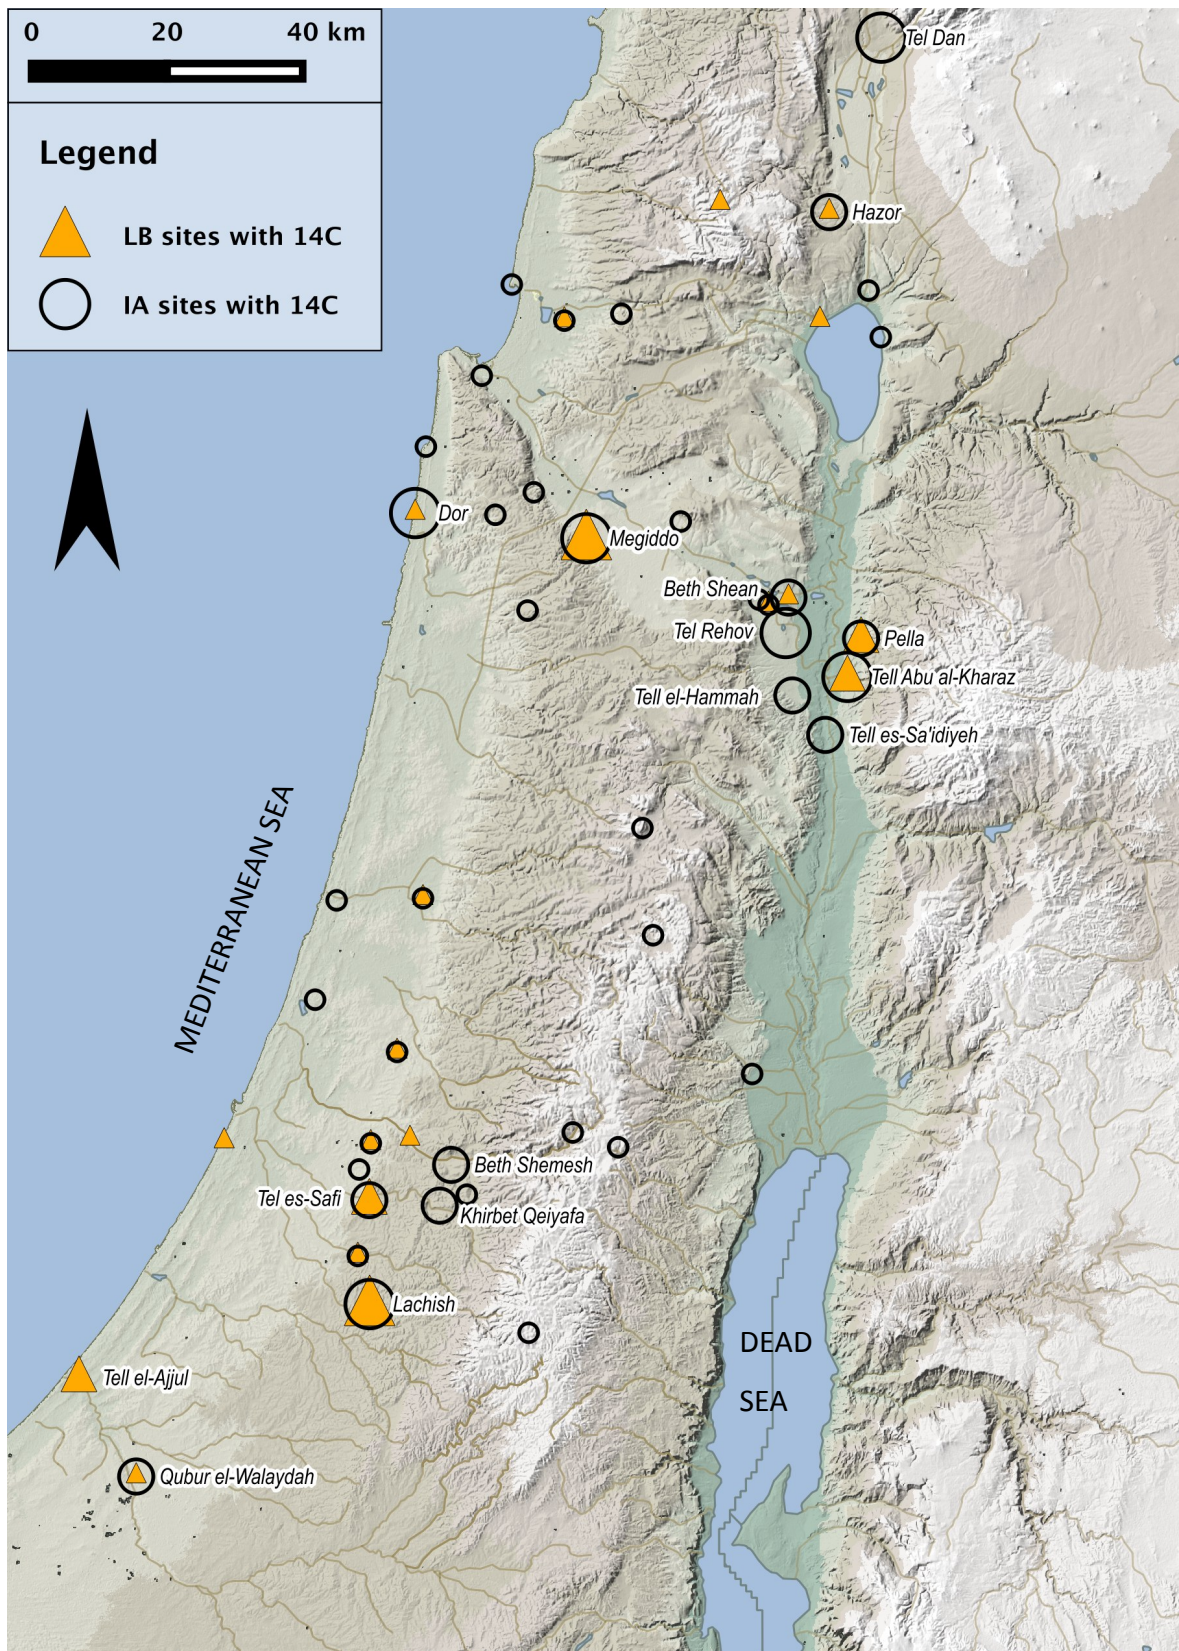 0 20 40 km
Legend
LB sites with 14C
IA sites with 14C
Tel Dan
Hazor
Dor
Megiddo
Beth Shean
Tel Rehov
Pella
Tell Abu al-Kharaz
Tell el-Hammah
Tell es-Sa'idiyeh
MEDITERRANEAN SEA
Beth Shemesh
Tel es-Safi
Khirbet Qeiyafa
Lachish
DEAD
SEA
Tell el-Ajjul
Qubur el-Walaydah